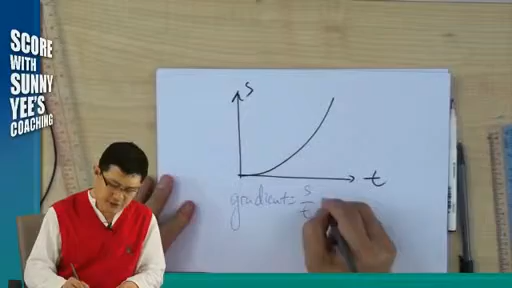 SCORE
WITH
SUNNY
YEE'S
COACHING
s
t
gradient = s
t